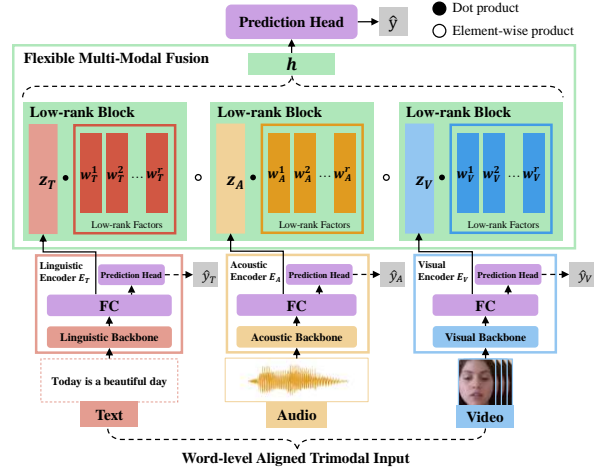 Prediction Head
ŷ
● Dot product
○ Element-wise product
Flexible Multi-Modal Fusion
h
Low-rank Block
Low-rank Block
Low-rank Block
z_T • w_T^1 w_T^2 … w_T^r
○
z_A • w_A^1 w_A^2 … w_A^r
○
z_V • w_V^1 w_V^2 … w_V^r
Low-rank Factors
Low-rank Factors
Low-rank Factors
Linguistic
Encoder E_T
Prediction Head
ŷ_T
Acoustic
Encoder E_A
Prediction Head
ŷ_A
Visual
Encoder E_V
Prediction Head
ŷ_V
FC
FC
FC
Linguistic Backbone
Acoustic Backbone
Visual Backbone
Today is a beautiful day
Text
Audio
Video
Word-level Aligned Trimodal Input